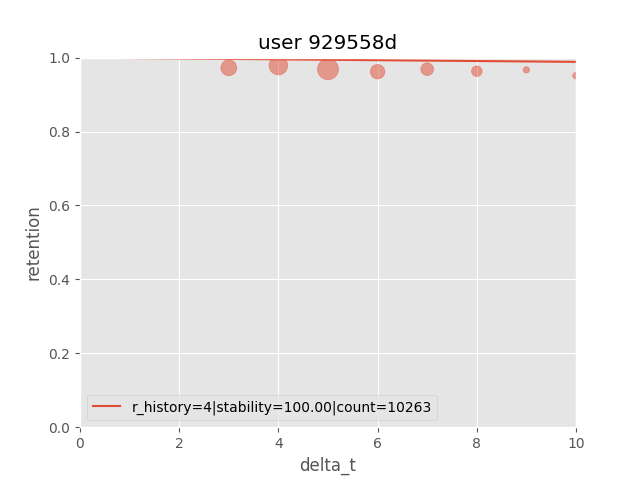 user 929558d
1.0
0.8
0.6
0.4
0.2
0.0
retention
r_history=4|stability=100.00|count=10263
0 2 4 6 8 10
delta_t